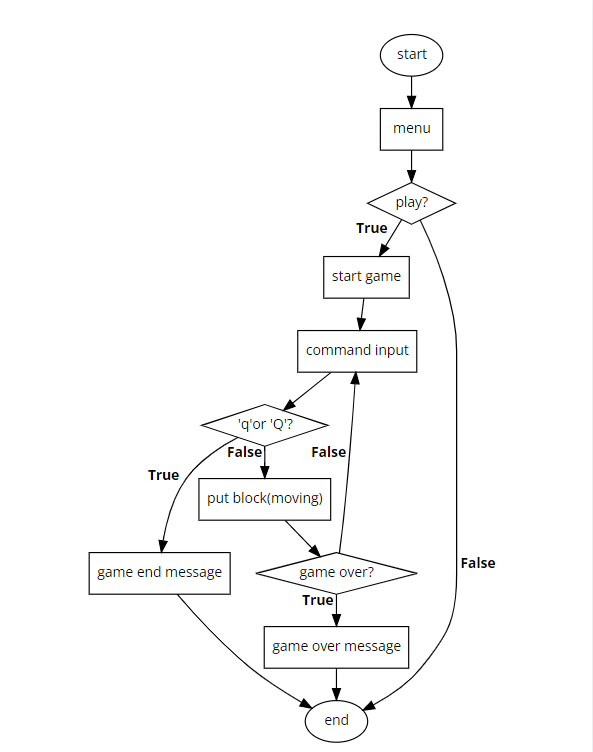 start
menu
play?
True
start game
command input
'q'or 'Q'?
False
False
True
put block(moving)
game end message
game over?
False
True
game over message
end